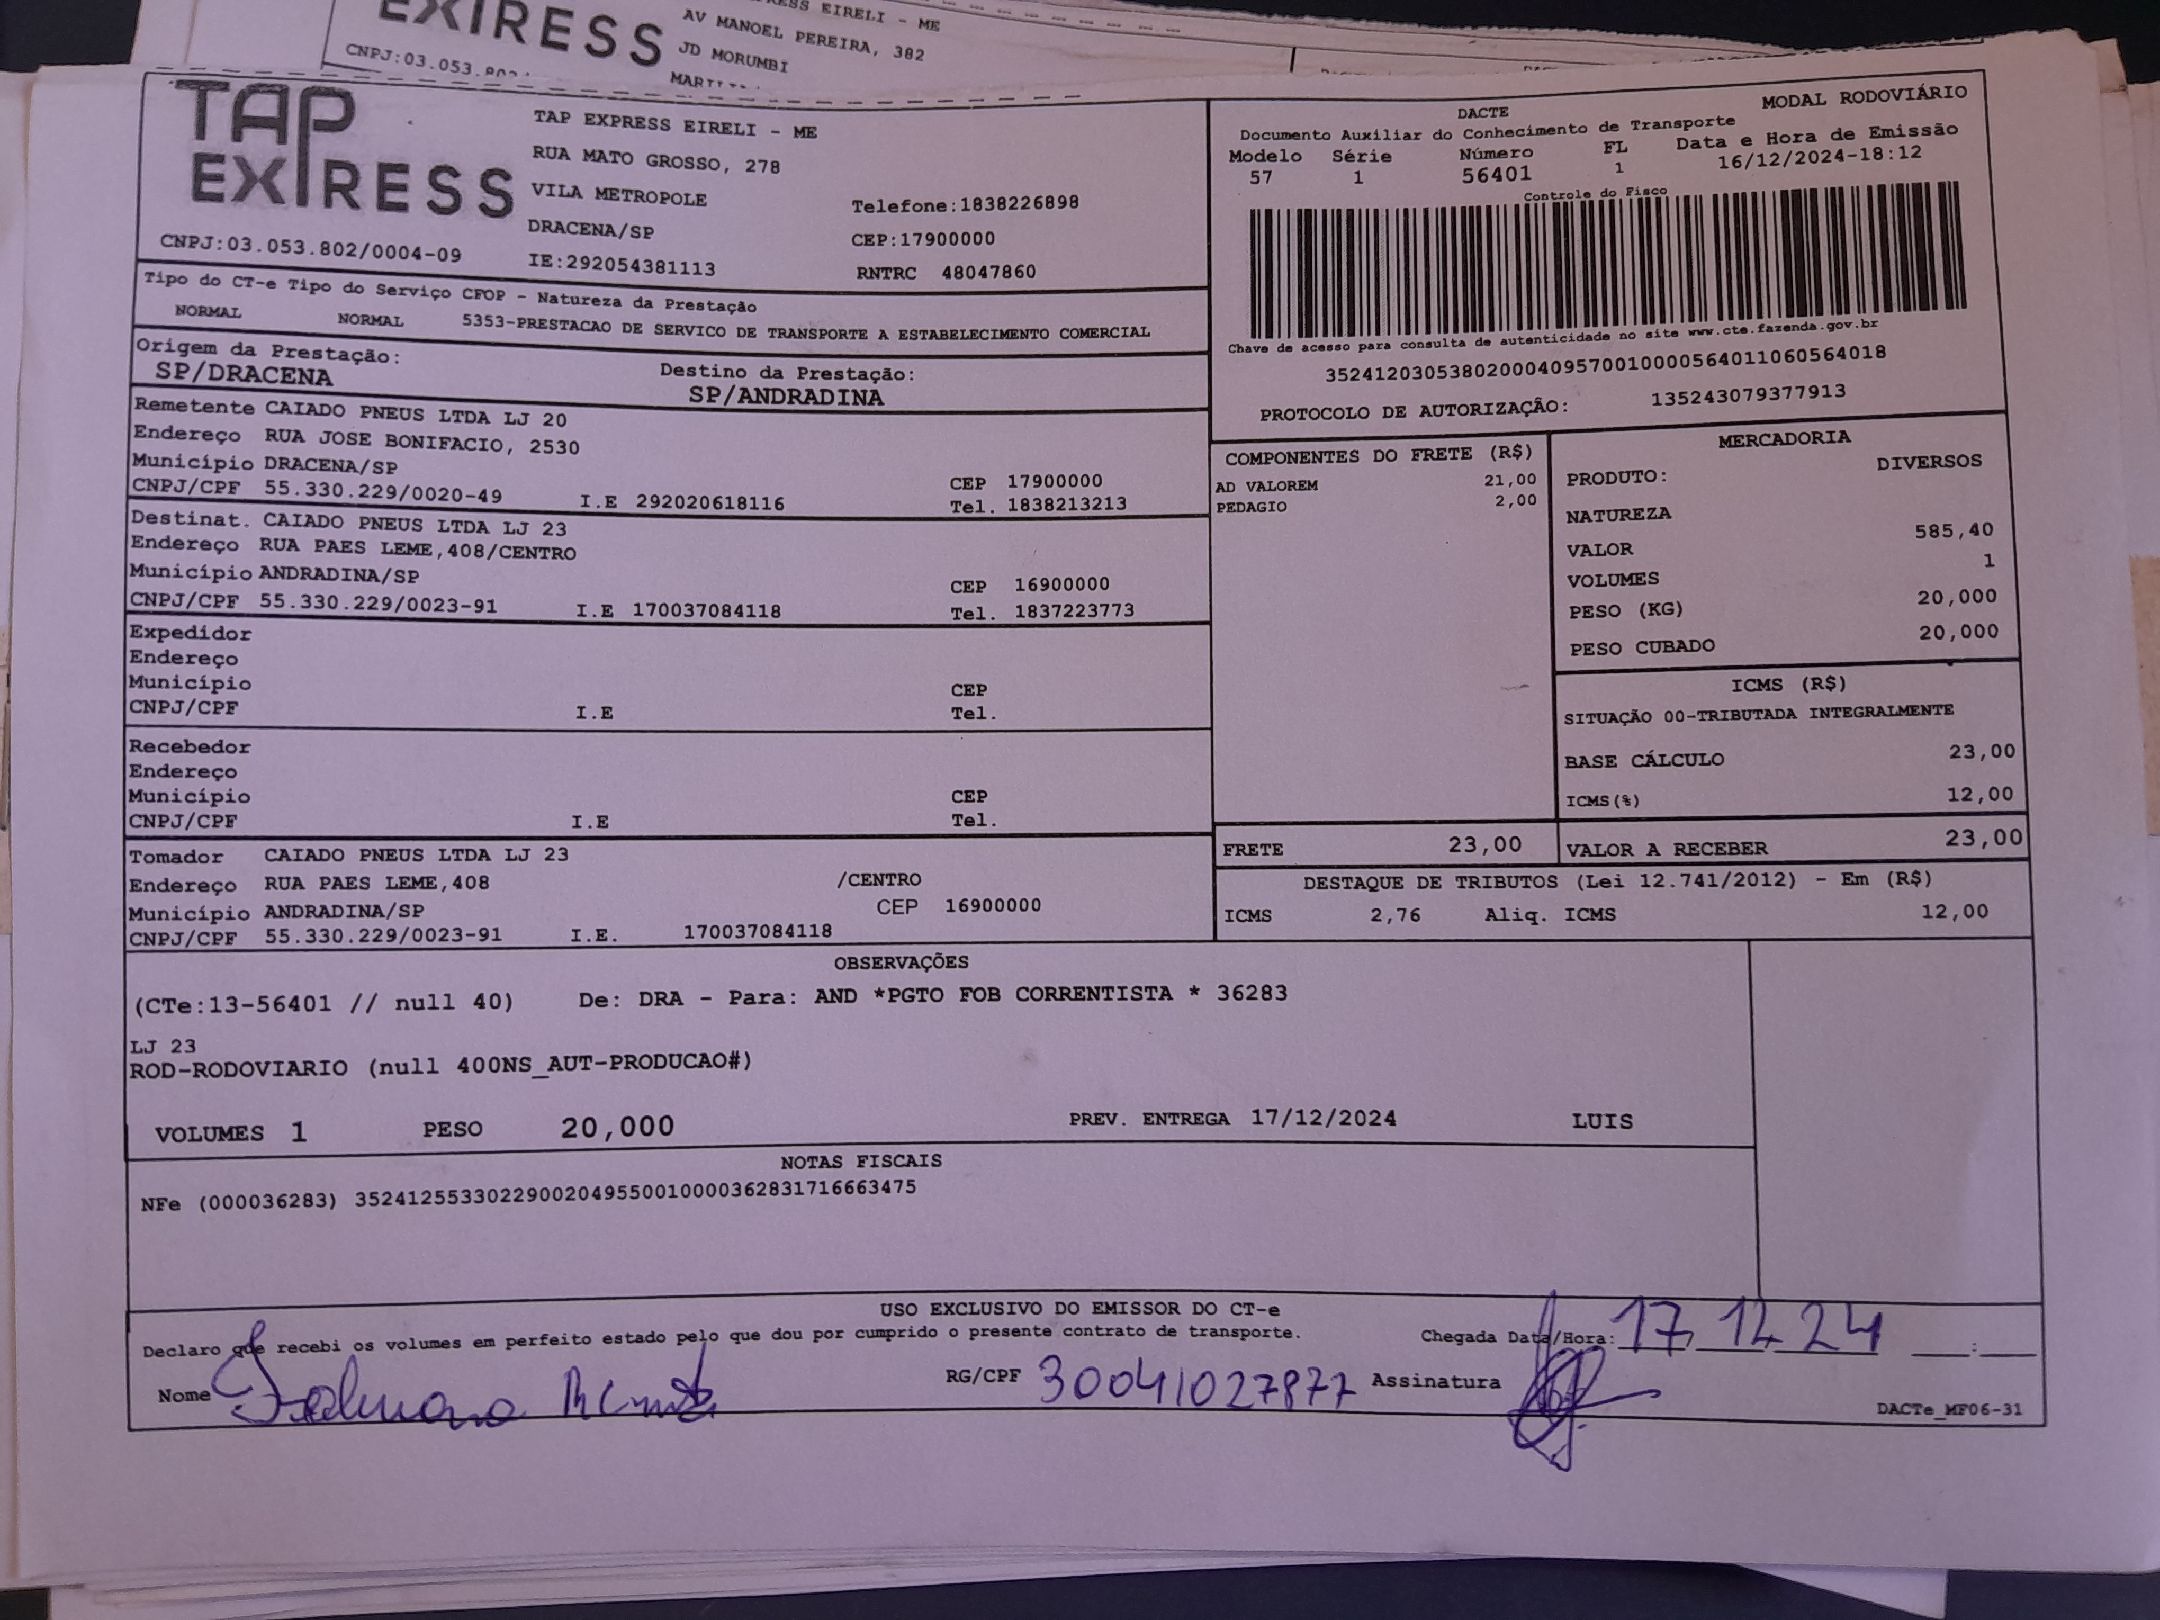 EXPRESS
ESS EIRELI - ME
AV MANOEL PEREIRA, 382
JD MORUMBI
CNPJ:03.053.802
TAP
EXPRESS
CNPJ:03.053.802/0004-09
TAP EXPRESS EIRELI - ME
RUA MATO GROSSO, 278
VILA METROPOLE
DRACENA/SP
IE:292054381113
Telefone:1838226898
CEP:17900000
RNTRC 48047860
DACTE
MODAL RODOVIÁRIO
Documento Auxiliar do Conhecimento de Transporte
Modelo Série Número FL Data e Hora de Emissão
57 1 56401 1 16/12/2024-18:12
Controle do Fisco
Chave de acesso para consulta de autenticidade no site www.cte.fazenda.gov.br
35241203053802000409570010000564011060564018
PROTOCOLO DE AUTORIZAÇÃO: 135243079377913
Tipo do CT-e Tipo do Serviço CFOP - Natureza da Prestação
NORMAL NORMAL 5353-PRESTACAO DE SERVICO DE TRANSPORTE A ESTABELECIMENTO COMERCIAL
Origem da Prestação: Destino da Prestação:
SP/DRACENA SP/ANDRADINA
Remetente CAIADO PNEUS LTDA LJ 20
Endereço RUA JOSE BONIFACIO, 2530
Município DRACENA/SP CEP 17900000
CNPJ/CPF 55.330.229/0020-49 I.E 292020618116 Tel. 1838213213
Destinat. CAIADO PNEUS LTDA LJ 23
Endereço RUA PAES LEME,408/CENTRO
Município ANDRADINA/SP CEP 16900000
CNPJ/CPF 55.330.229/0023-91 I.E 170037084118 Tel. 1837223773
Expedidor
Endereço
Município CEP
CNPJ/CPF I.E Tel.
Recebedor
Endereço
Município CEP
CNPJ/CPF I.E Tel.
Tomador CAIADO PNEUS LTDA LJ 23
Endereço RUA PAES LEME,408 /CENTRO
Município ANDRADINA/SP CEP 16900000
CNPJ/CPF 55.330.229/0023-91 I.E. 170037084118
COMPONENTES DO FRETE (R$)
AD VALOREM 21,00
PEDAGIO 2,00
MERCADORIA
PRODUTO: DIVERSOS
NATUREZA
VALOR 585,40
VOLUMES 1
PESO (KG) 20,000
PESO CUBADO 20,000
ICMS (R$)
SITUAÇÃO 00-TRIBUTADA INTEGRALMENTE
BASE CÁLCULO 23,00
ICMS(%) 12,00
FRETE 23,00 VALOR A RECEBER 23,00
DESTAQUE DE TRIBUTOS (Lei 12.741/2012) - Em (R$)
ICMS 2,76 Aliq. ICMS 12,00
OBSERVAÇÕES
(CTe:13-56401 // null 40) De: DRA - Para: AND *PGTO FOB CORRENTISTA * 36283
LJ 23
ROD-RODOVIARIO (null 400NS_AUT-PRODUCAO#)
VOLUMES 1 PESO 20,000 PREV. ENTREGA 17/12/2024 LUIS
NOTAS FISCAIS
NFe (000036283) 35241255330229002049550010000362831716663475
USO EXCLUSIVO DO EMISSOR DO CT-e
Declaro que recebi os volumes em perfeito estado pelo que dou por cumprido o presente contrato de transporte. Chegada Data/Hora: 17 12 24 :
Nome RG/CPF 30041027877 Assinatura
DACTe_MF06-31